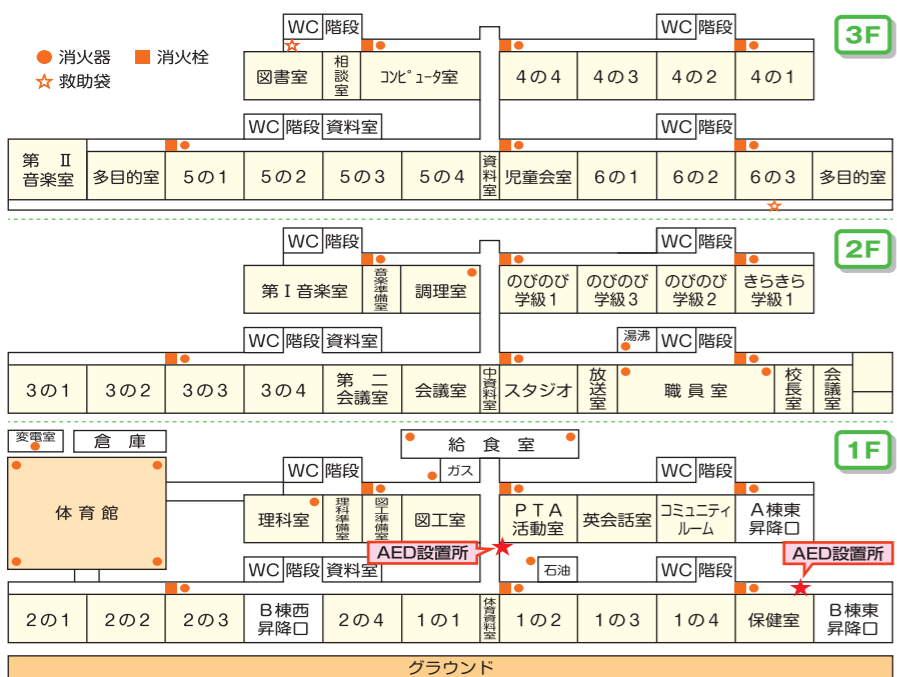 3F
● 消火器 ■ 消火栓
☆ 救助袋
WC 階段
図書室 相談室 コンピュータ室 4の4 4の3 4の2 4の1
WC 階段 資料室 WC 階段
第 Ⅱ
音楽室 多目的室 5の1 5の2 5の3 5の4 資料室 児童会室 6の1 6の2 6の3 多目的室
2F
WC 階段 WC 階段
第Ⅰ音楽室 音楽準備室 調理室 のびのび
学級1 のびのび
学級3 のびのび
学級2 きらきら
学級1
WC 階段 資料室 湯沸 WC 階段
3の1 3の2 3の3 3の4 第 二
会議室 会議室 中資料室 スタジオ 放送室 職員室 校長室 会議室
1F
変電室 倉 庫 給 食 室
ガス
WC 階段 WC 階段
体育館 理科室 理科準備室 図工準備室 図工室 PTA
活動室 英会話室 コミュニティ
ルーム A棟東
昇降口
AED設置所 AED設置所
WC 階段 資料室 石油 WC 階段
2の1 2の2 2の3 B棟西
昇降口 2の4 1の1 体育資料室 1の2 1の3 1の4 保健室 B棟東
昇降口
グラウンド